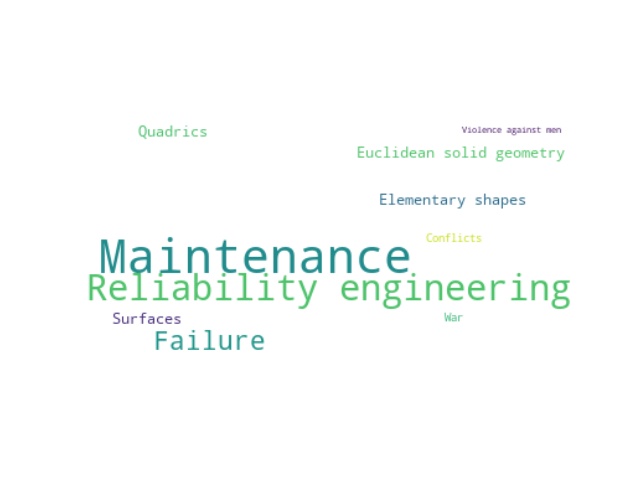 Quadrics
Violence against men
Euclidean solid geometry
Elementary shapes
Conflicts
Maintenance
Reliability engineering
Surfaces
War
Failure